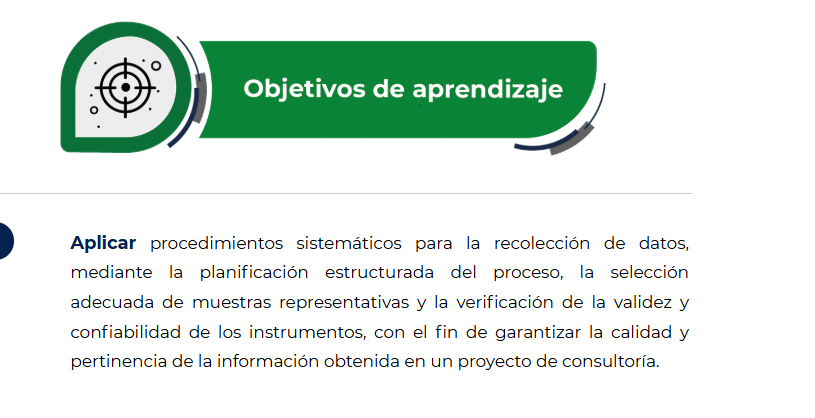 Objetivos de aprendizaje
Aplicar procedimientos sistemáticos para la recolección de datos,
mediante la planificación estructurada del proceso, la selección
adecuada de muestras representativas y la verificación de la validez y
confiabilidad de los instrumentos, con el fin de garantizar la calidad y
pertinencia de la información obtenida en un proyecto de consultoría.